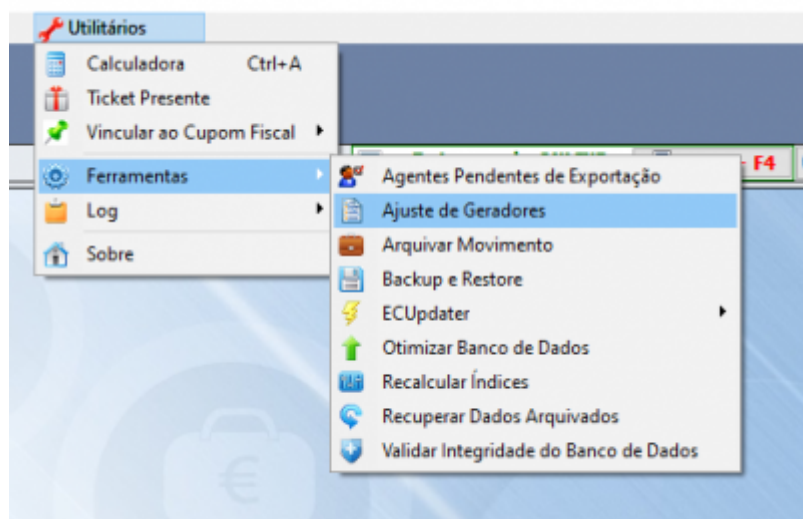 Utilitários
Calculadora Ctrl+A
Ticket Presente
Vincular ao Cupom Fiscal
F4
Ferramentas
Log
Sobre
Agentes Pendentes de Exportação
Ajuste de Geradores
Arquivar Movimento
Backup e Restore
ECUpdater
Otimizar Banco de Dados
Recalcular Índices
Recuperar Dados Arquivados
Validar Integridade do Banco de Dados
€